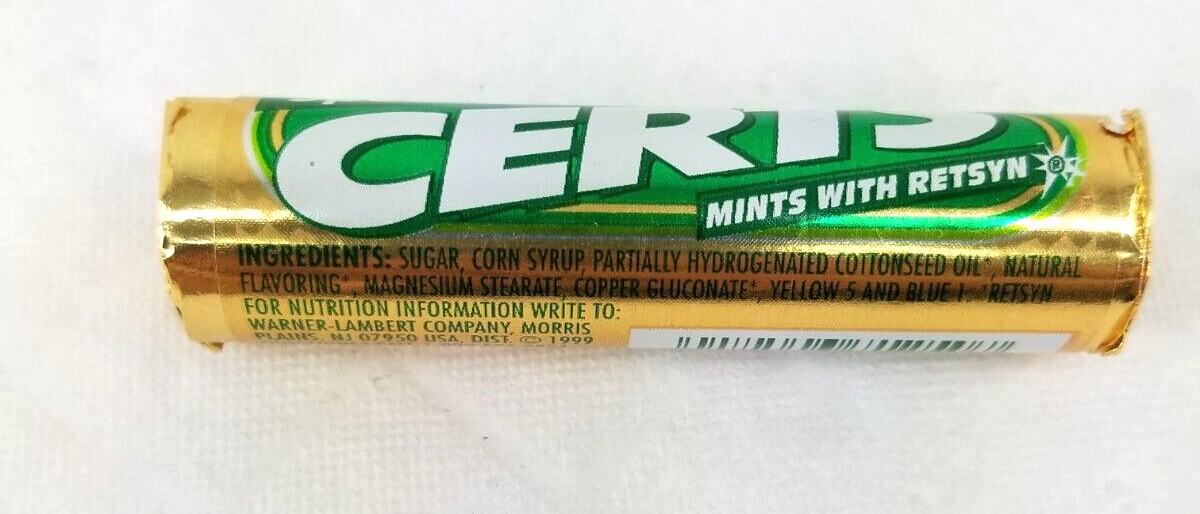 CERTS
MINTS WITH RETSYN®
INGREDIENTS: SUGAR, CORN SYRUP, PARTIALLY HYDROGENATED COTTONSEED OIL*, NATURAL
FLAVORING*, MAGNESIUM STEARATE, COPPER GLUCONATE*, YELLOW 5 AND BLUE 1. *RETSYN
FOR NUTRITION INFORMATION WRITE TO:
WARNER-LAMBERT COMPANY, MORRIS
PLAINS, NJ 07950 USA, DIST. © 1999